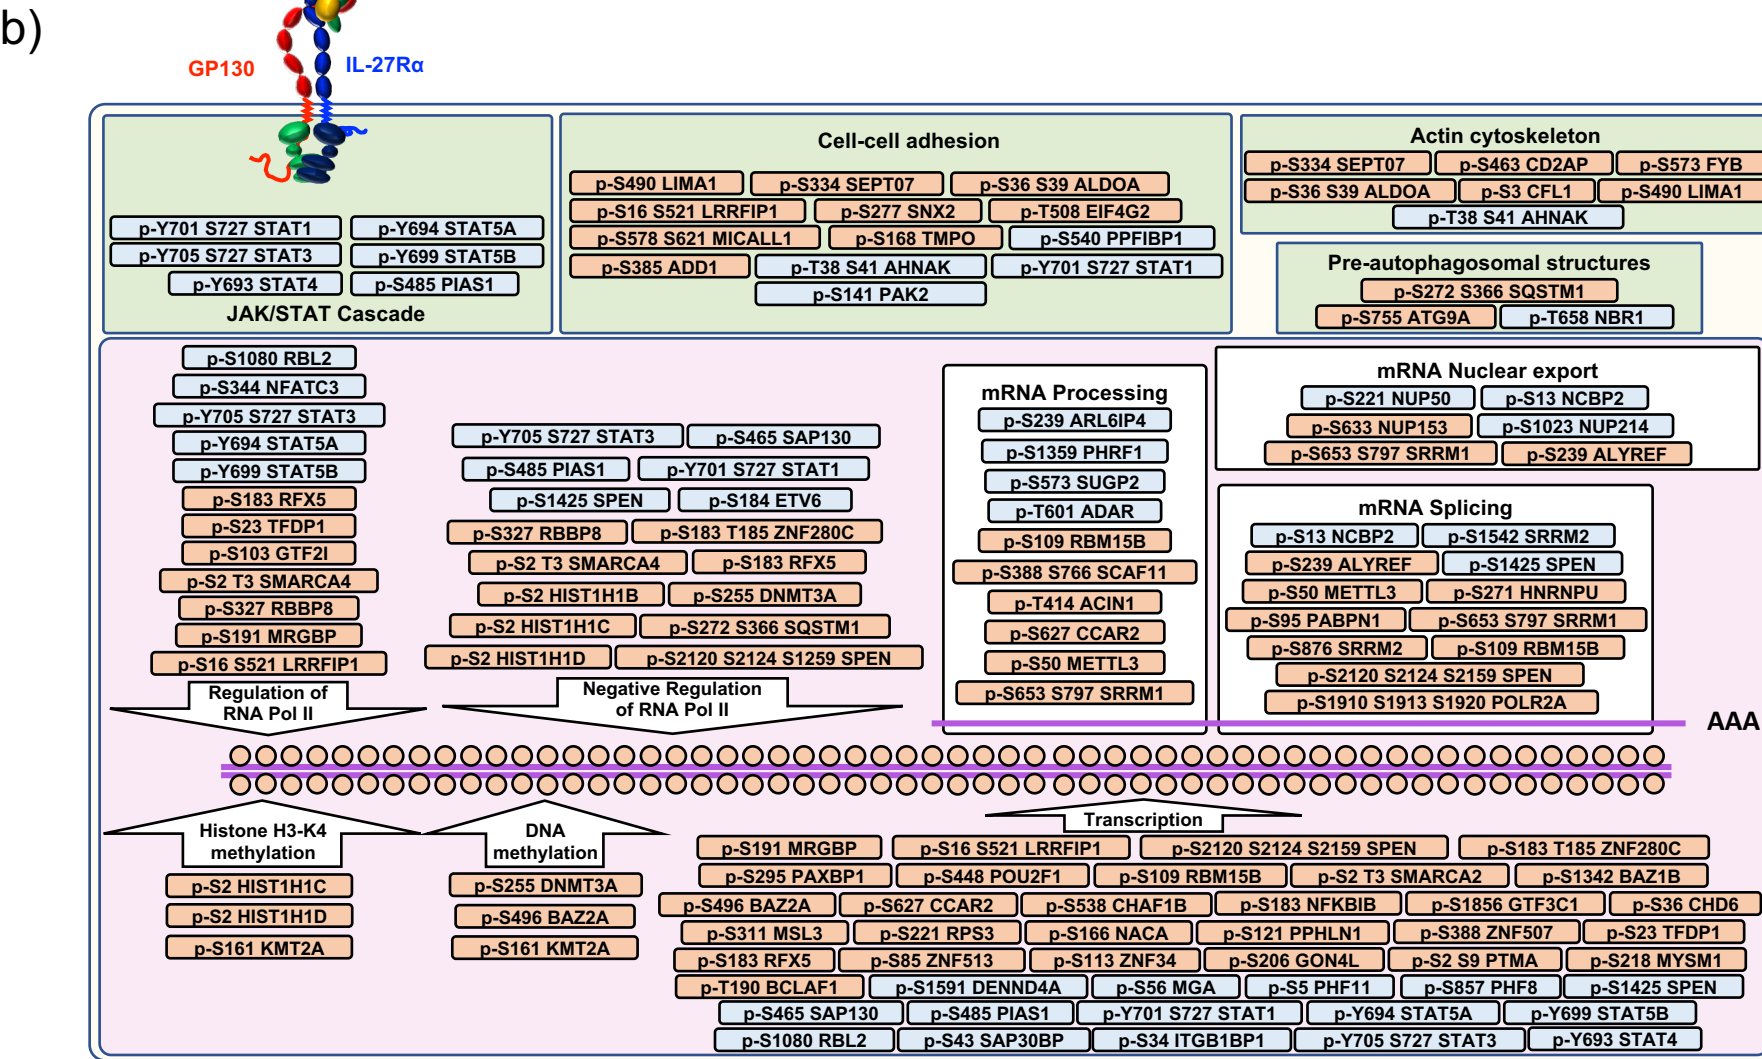 b)
GP130
IL-27Rα
p-Y701 S727 STAT1
p-Y694 STAT5A
p-Y705 S727 STAT3
p-Y699 STAT5B
p-Y693 STAT4
p-S485 PIAS1
JAK/STAT Cascade
Cell-cell adhesion
p-S490 LIMA1
p-S334 SEPT07
p-S36 S39 ALDOA
p-S16 S521 LRRFIP1
p-S277 SNX2
p-T508 EIF4G2
p-S578 S621 MICALL1
p-S168 TMPO
p-S540 PPFIBP1
p-S385 ADD1
p-T38 S41 AHNAK
p-Y701 S727 STAT1
p-S141 PAK2
Actin cytoskeleton
p-S334 SEPT07
p-S463 CD2AP
p-S573 FYB
p-S36 S39 ALDOA
p-S3 CFL1
p-S490 LIMA1
p-T38 S41 AHNAK
Pre-autophagosomal structures
p-S272 S366 SQSTM1
p-S755 ATG9A
p-T658 NBR1
p-S1080 RBL2
p-S344 NFATC3
p-Y705 S727 STAT3
p-Y694 STAT5A
p-Y699 STAT5B
p-S183 RFX5
p-S23 TFDP1
p-S103 GTF2I
p-S2 T3 SMARCA4
p-S327 RBBP8
p-S191 MRGBP
p-S16 S521 LRRFIP1
Regulation of
RNA Pol II
p-Y705 S727 STAT3
p-S465 SAP130
p-S485 PIAS1
p-Y701 S727 STAT1
p-S1425 SPEN
p-S184 ETV6
p-S327 RBBP8
p-S183 T185 ZNF280C
p-S2 T3 SMARCA4
p-S183 RFX5
p-S2 HIST1H1B
p-S255 DNMT3A
p-S2 HIST1H1C
p-S272 S366 SQSTM1
p-S2 HIST1H1D
p-S2120 S2124 S1259 SPEN
Negative Regulation
of RNA Pol II
mRNA Processing
p-S239 ARL6IP4
p-S1359 PHRF1
p-S573 SUGP2
p-T601 ADAR
p-S109 RBM15B
p-S388 S766 SCAF11
p-T414 ACIN1
p-S627 CCAR2
p-S50 METTL3
p-S653 S797 SRRM1
mRNA Nuclear export
p-S221 NUP50
p-S13 NCBP2
p-S633 NUP153
p-S1023 NUP214
p-S653 S797 SRRM1
p-S239 ALYREF
mRNA Splicing
p-S13 NCBP2
p-S1542 SRRM2
p-S239 ALYREF
p-S1425 SPEN
p-S50 METTL3
p-S271 HNRNPU
p-S95 PABPN1
p-S653 S797 SRRM1
p-S876 SRRM2
p-S109 RBM15B
p-S2120 S2124 S2159 SPEN
p-S1910 S1913 S1920 POLR2A
AAA
Histone H3-K4
methylation
p-S2 HIST1H1C
p-S2 HIST1H1D
p-S161 KMT2A
DNA
methylation
p-S255 DNMT3A
p-S496 BAZ2A
p-S161 KMT2A
Transcription
p-S191 MRGBP
p-S16 S521 LRRFIP1
p-S2120 S2124 S2159 SPEN
p-S183 T185 ZNF280C
p-S295 PAXBP1
p-S448 POU2F1
p-S109 RBM15B
p-S2 T3 SMARCA2
p-S1342 BAZ1B
p-S496 BAZ2A
p-S627 CCAR2
p-S538 CHAF1B
p-S183 NFKBIB
p-S1856 GTF3C1
p-S36 CHD6
p-S311 MSL3
p-S221 RPS3
p-S166 NACA
p-S121 PPHLN1
p-S388 ZNF507
p-S23 TFDP1
p-S183 RFX5
p-S85 ZNF513
p-S113 ZNF34
p-S206 GON4L
p-S2 S9 PTMA
p-S218 MYSM1
p-T190 BCLAF1
p-S1591 DENND4A
p-S56 MGA
p-S5 PHF11
p-S857 PHF8
p-S1425 SPEN
p-S465 SAP130
p-S485 PIAS1
p-Y701 S727 STAT1
p-Y694 STAT5A
p-Y699 STAT5B
p-S1080 RBL2
p-S43 SAP30BP
p-S34 ITGB1BP1
p-Y705 S727 STAT3
p-Y693 STAT4